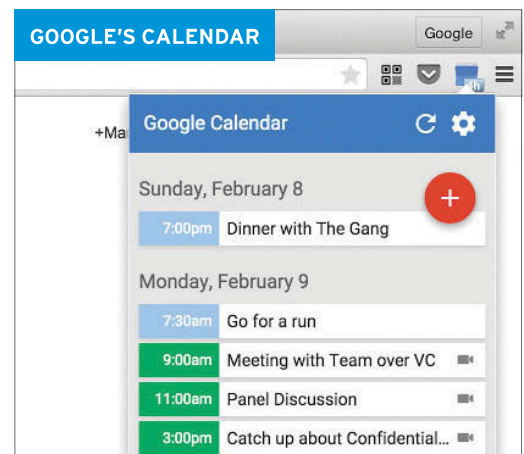 GOOGLE'S CALENDAR
Google
+Ma
Google Calendar
Sunday, February 8
7:00pm Dinner with The Gang
Monday, February 9
7:30am Go for a run
9:00am Meeting with Team over VC
11:00am Panel Discussion
3:00pm Catch up about Confidential...